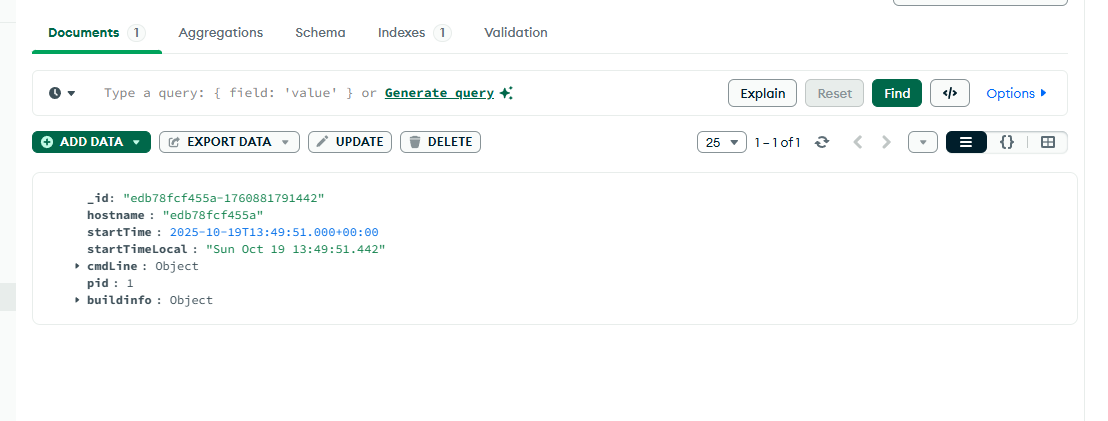 Documents 1 Aggregations Schema Indexes 1 Validation
Type a query: { field: 'value' } or Generate query Explain Reset Find </> Options
ADD DATA EXPORT DATA UPDATE DELETE 25 1 – 1 of 1 {}
_id: "edb78fcf455a-1760881791442"
hostname : "edb78fcf455a"
startTime : 2025-10-19T13:49:51.000+00:00
startTimeLocal : "Sun Oct 19 13:49:51.442"
cmdLine : Object
pid : 1
buildinfo : Object